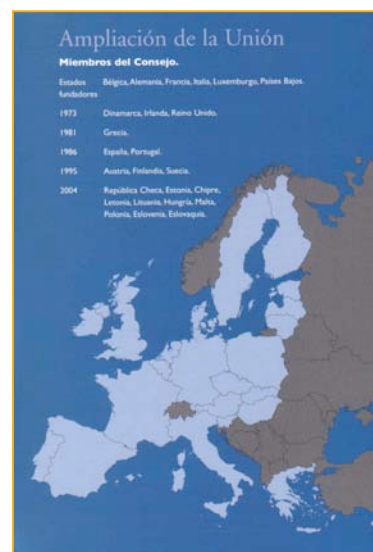 Ampliación de la Unión
Miembros del Consejo.
Estados fundadores Bélgica, Alemania, Francia, Italia, Luxemburgo, Países Bajos.
1973 Dinamarca, Irlanda, Reino Unido.
1981 Grecia.
1986 España, Portugal.
1995 Austria, Finlandia, Suecia.
2004 República Checa, Estonia, Chipre,
Letonia, Lituania, Hungría, Malta,
Polonia, Eslovenia, Eslovaquia.